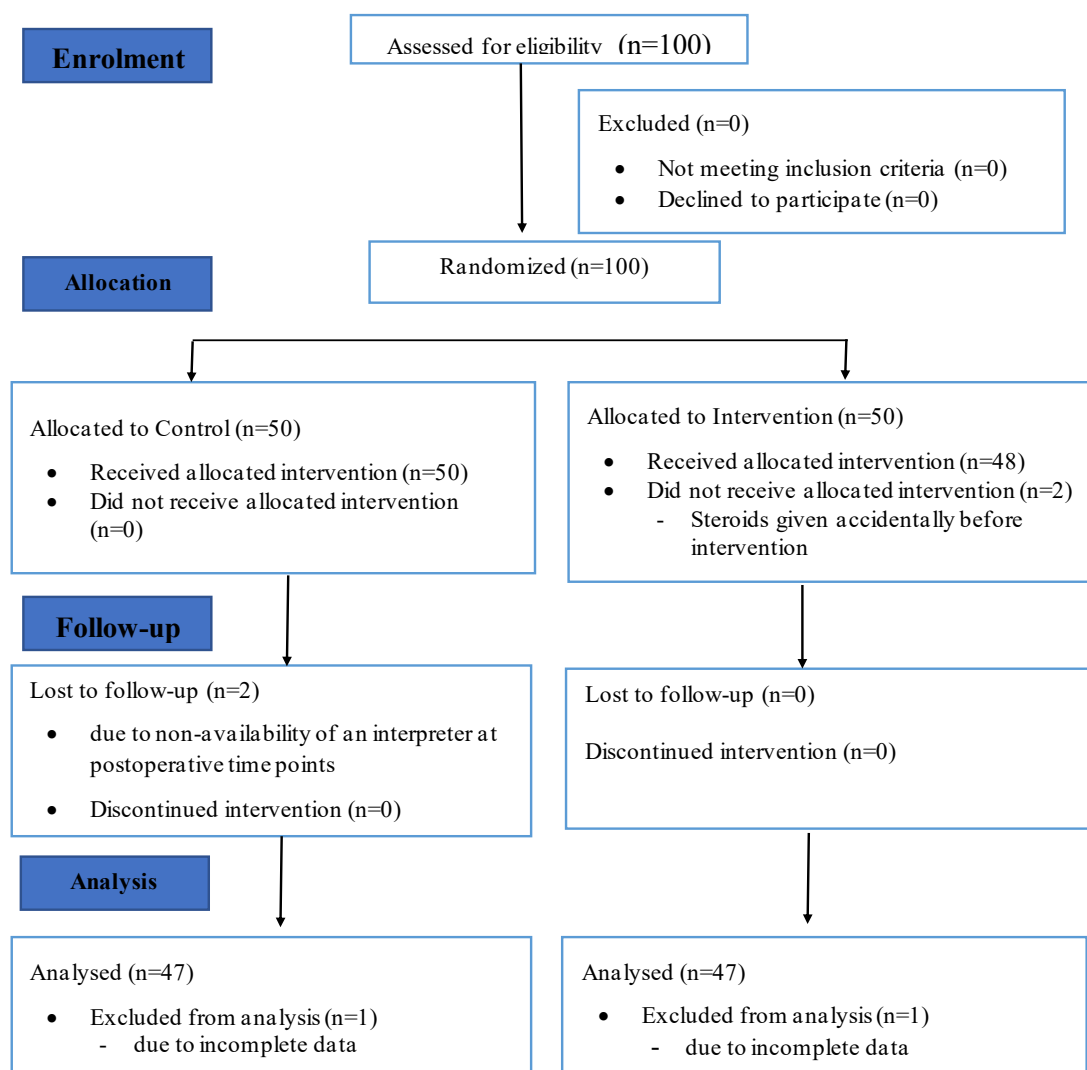 Enrolment
Assessed for eligibility (n=100)
Excluded (n=0)
• Not meeting inclusion criteria (n=0)
• Declined to participate (n=0)
Randomized (n=100)
Allocation
Allocated to Control (n=50)
• Received allocated intervention (n=50)
• Did not receive allocated intervention
(n=0)
Allocated to Intervention (n=50)
• Received allocated intervention (n=48)
• Did not receive allocated intervention (n=2)
- Steroids given accidentally before
intervention
Follow-up
Lost to follow-up (n=2)
• due to non-availability of an interpreter at
postoperative time points
• Discontinued intervention (n=0)
Lost to follow-up (n=0)
Discontinued intervention (n=0)
Analysis
Analysed (n=47)
• Excluded from analysis (n=1)
- due to incomplete data
Analysed (n=47)
• Excluded from analysis (n=1)
- due to incomplete data